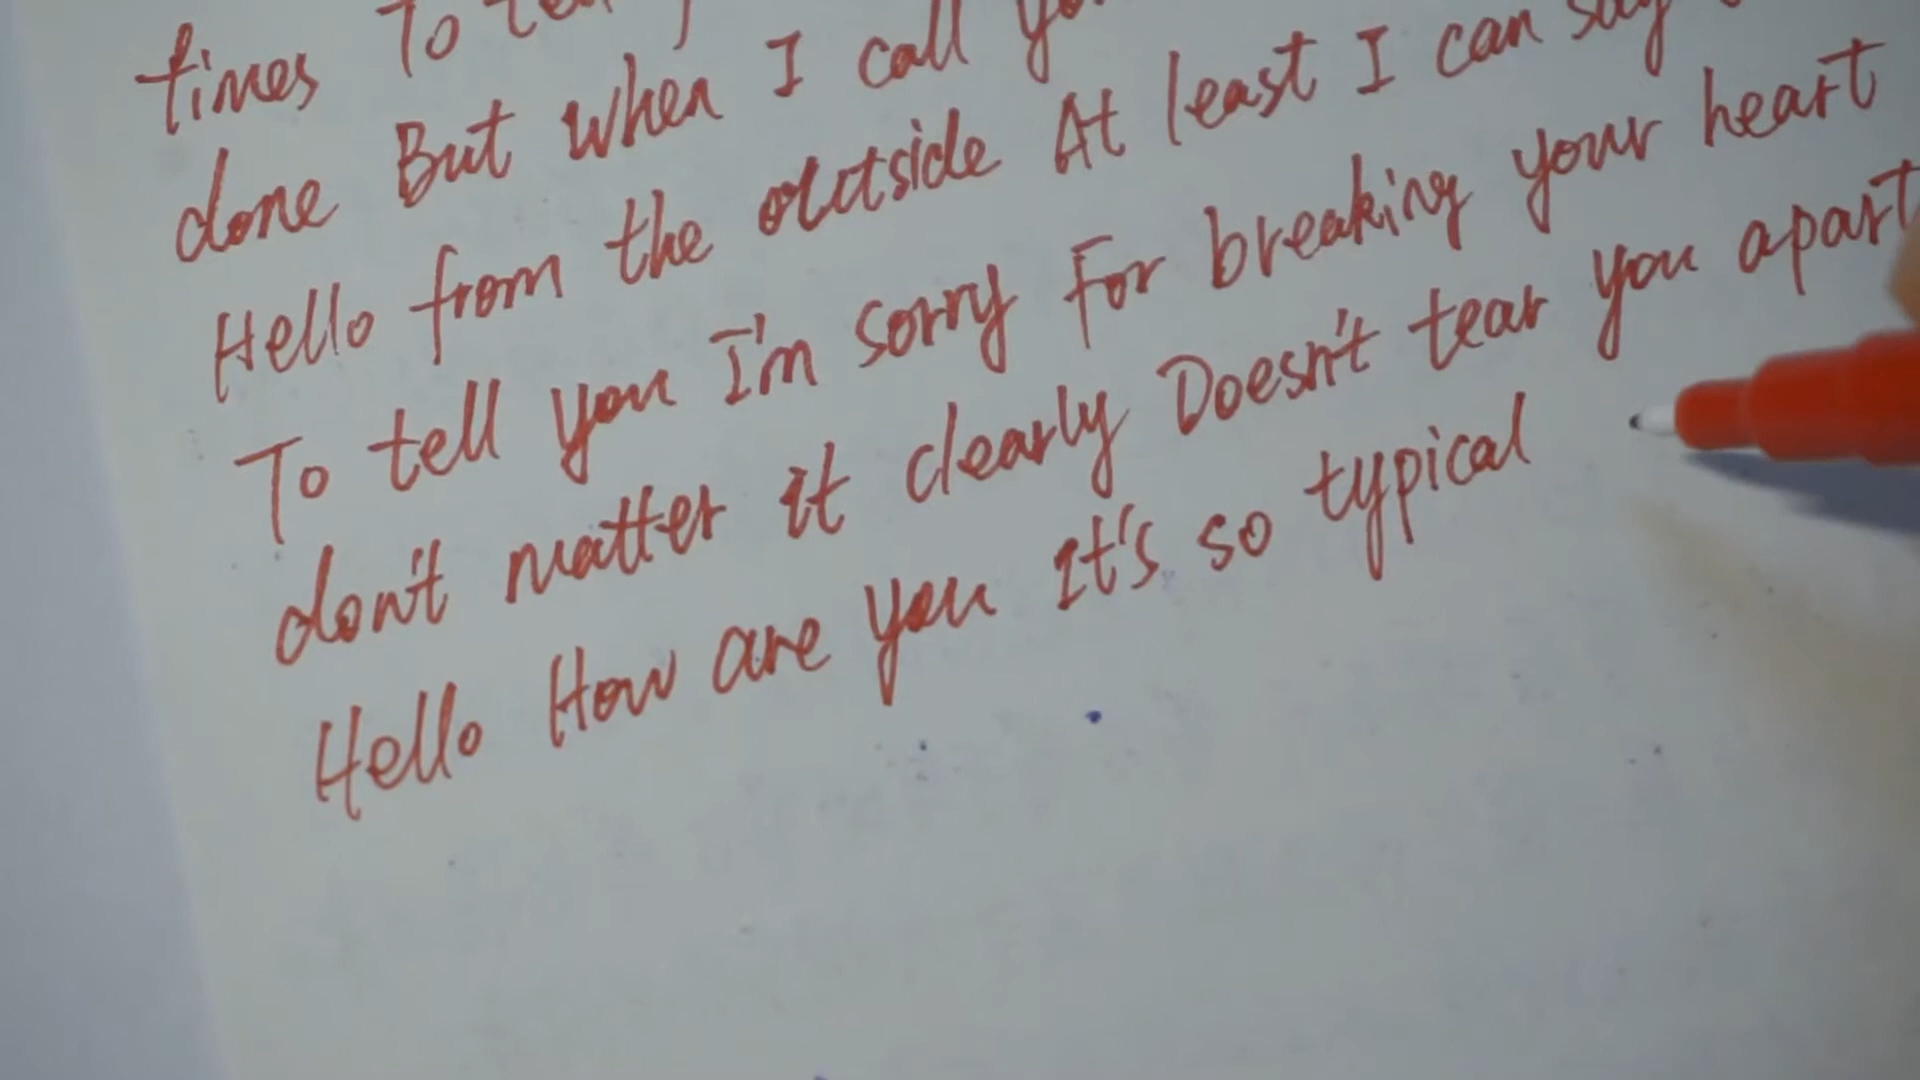 times To
done But when I call
Hello from the outside At least I can say
To tell you I'm sorry For breaking your heart
don't matter it clearly Doesn't tear you apart
Hello How are you It's so typical